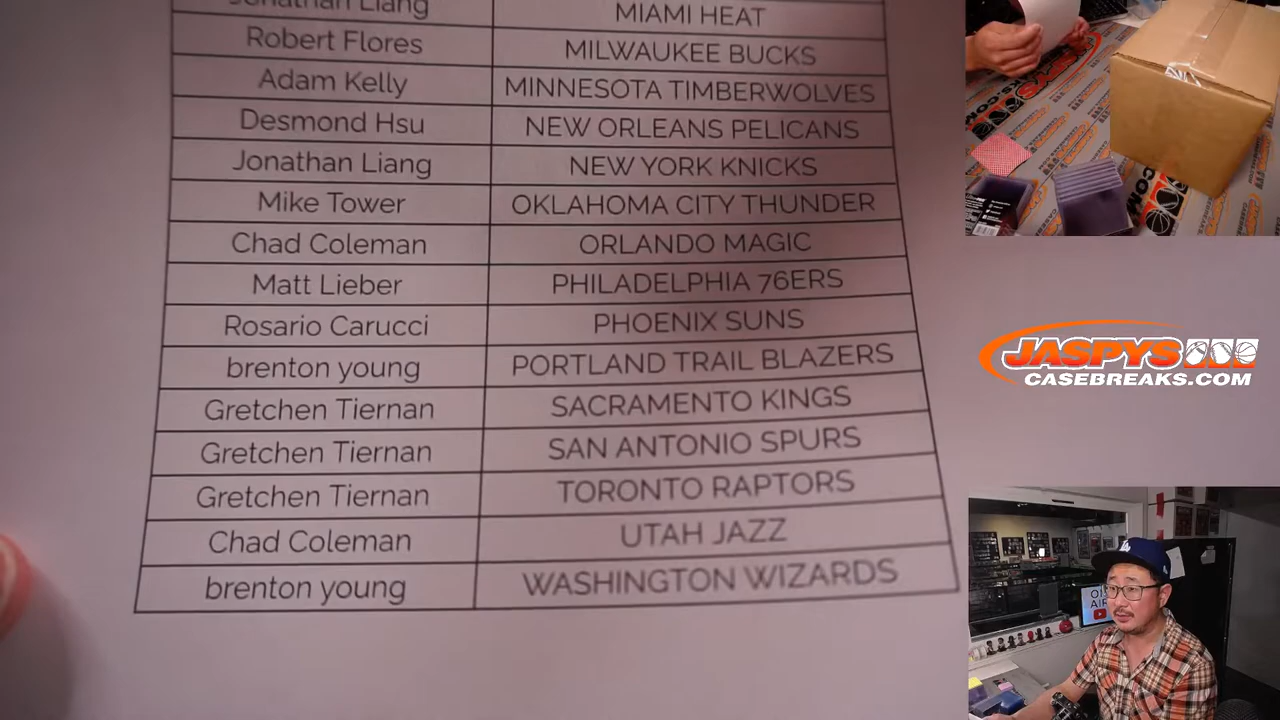 Jonathan Liang MIAMI HEAT
Robert Flores MILWAUKEE BUCKS
Adam Kelly MINNESOTA TIMBERWOLVES
Desmond Hsu NEW ORLEANS PELICANS
Jonathan Liang NEW YORK KNICKS
Mike Tower OKLAHOMA CITY THUNDER
Chad Coleman ORLANDO MAGIC
Matt Lieber PHILADELPHIA 76ERS
Rosario Carucci PHOENIX SUNS
brenton young PORTLAND TRAIL BLAZERS
Gretchen Tiernan SACRAMENTO KINGS
Gretchen Tiernan SAN ANTONIO SPURS
Gretchen Tiernan TORONTO RAPTORS
Chad Coleman UTAH JAZZ
brenton young WASHINGTON WIZARDS
JASPYS
CASEBREAKS.COM
LA